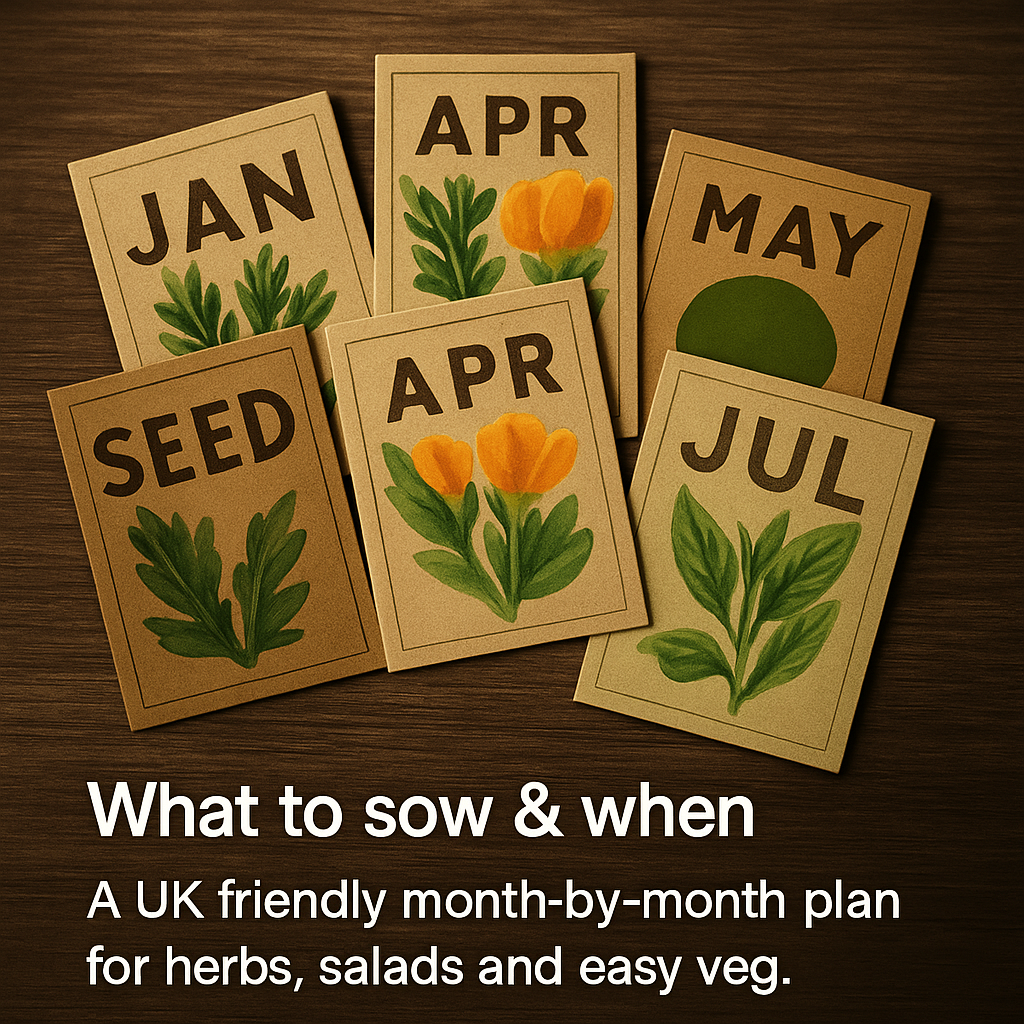 JAN
APR
MAY
SEED
APR
JUL
What to sow & when
A UK friendly month-by-month plan
for herbs, salads and easy veg.